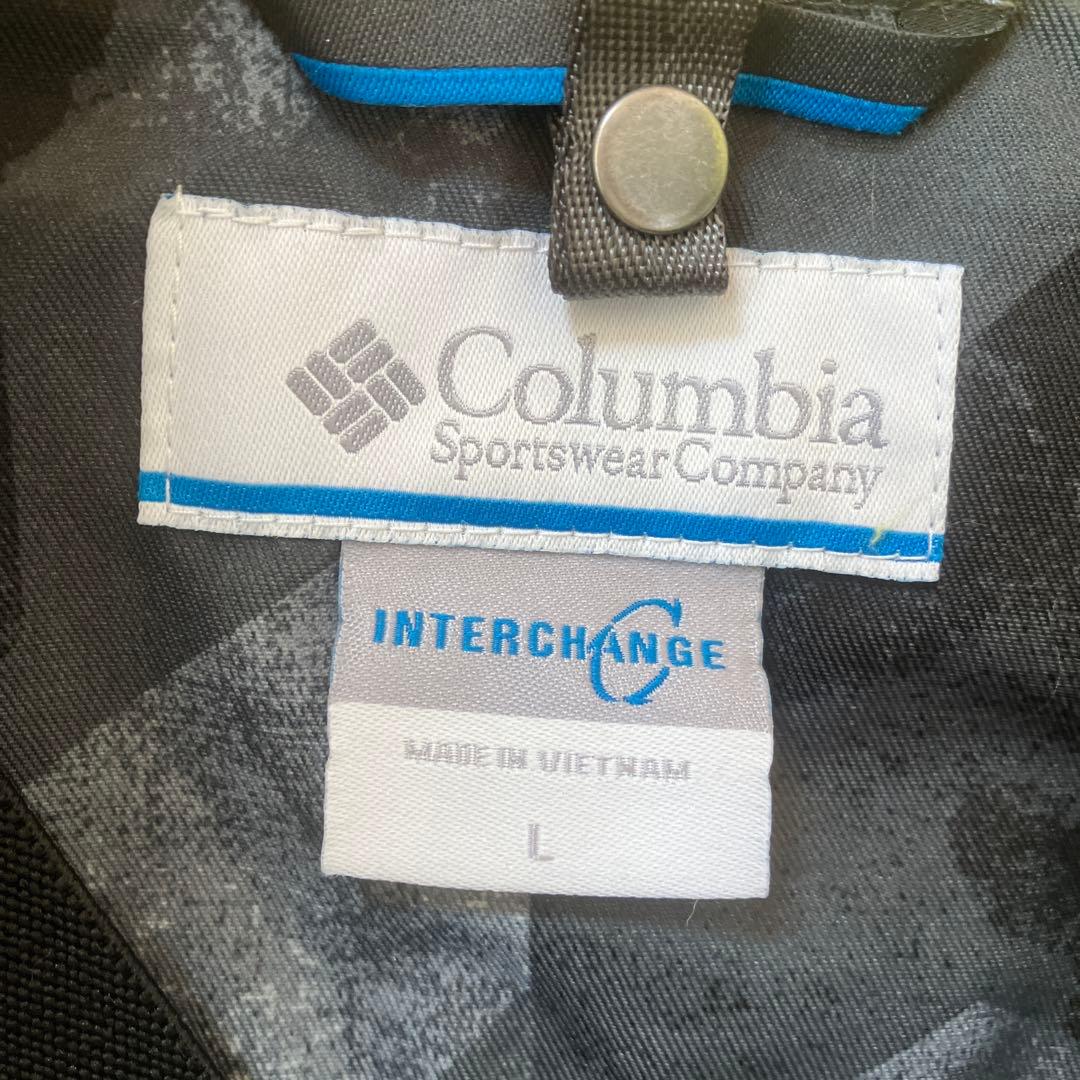 Columbia
Sportswear Company
INTERCHANGE
MADE IN VIETNAM
L